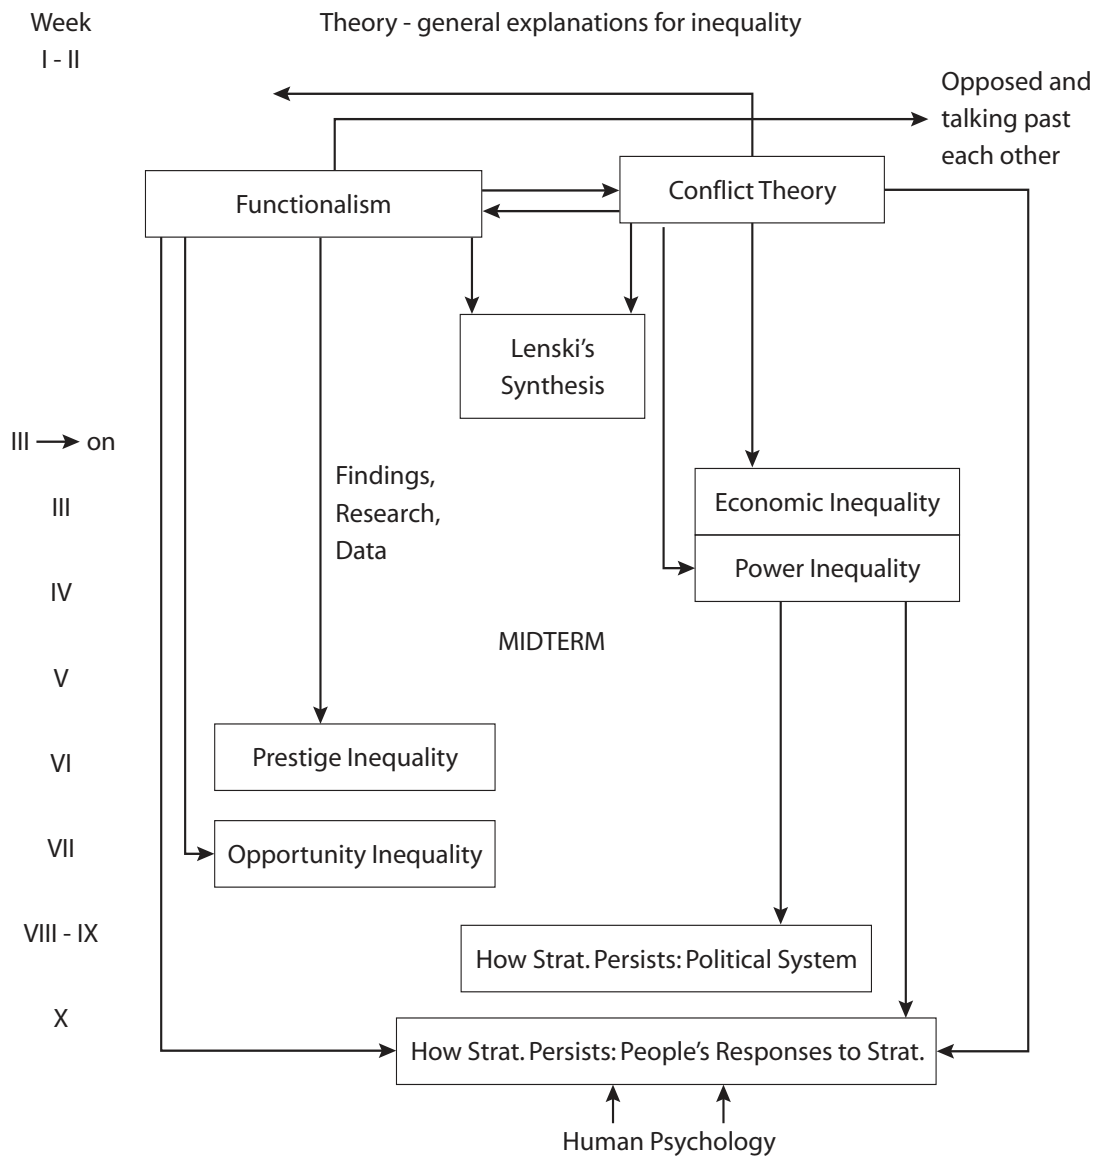 Week
I - II
Theory - general explanations for inequality
Opposed and
talking past
each other
Functionalism
Conflict Theory
Lenski’s
Synthesis
III → on
Findings,
Research,
Data
III
Economic Inequality
IV
Power Inequality
MIDTERM
V
VI
Prestige Inequality
VII
Opportunity Inequality
VIII - IX
How Strat. Persists: Political System
X
How Strat. Persists: People’s Responses to Strat.
Human Psychology